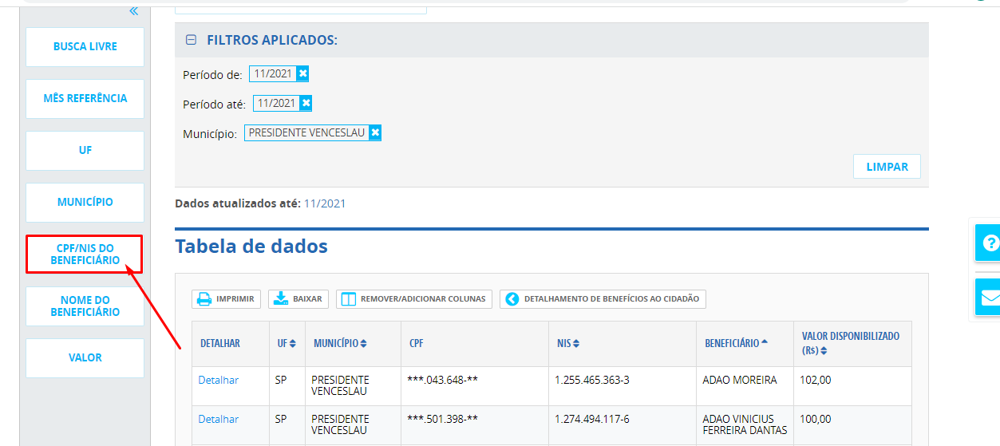 BUSCA LIVRE
MÊS REFERÊNCIA
UF
MUNICÍPIO
CPF/NIS DO
BENEFICIÁRIO
NOME DO
BENEFICIÁRIO
VALOR
FILTROS APLICADOS:
Período de: 11/2021
Período até: 11/2021
Município: PRESIDENTE VENCESLAU
LIMPAR
Dados atualizados até: 11/2021
Tabela de dados
IMPRIMIR BAIXAR REMOVER/ADICIONAR COLUNAS DETALHAMENTO DE BENEFÍCIOS AO CIDADÃO
DETALHAR UF MUNICÍPIO CPF NIS BENEFICIÁRIO VALOR DISPONIBILIZADO
(R$)
Detalhar SP PRESIDENTE ***.043.648-** 1.255.465.363-3 ADAO MOREIRA 102,00
VENCESLAU
Detalhar SP PRESIDENTE ***.501.398-** 1.274.494.117-6 ADAO VINICIUS 100,00
VENCESLAU FERREIRA DANTAS